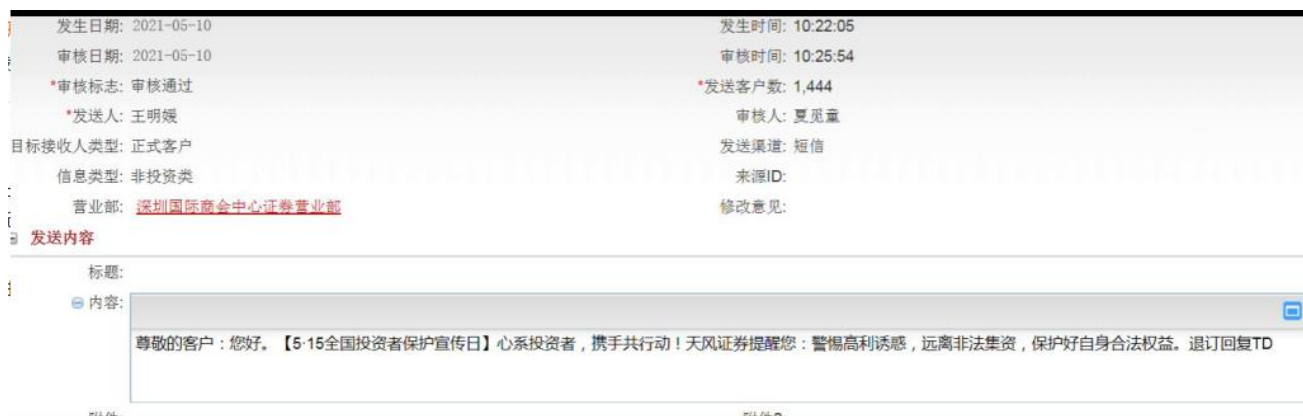 发生日期: 2021-05-10 发生时间: 10:22:05
审核日期: 2021-05-10 审核时间: 10:25:54
*审核标志: 审核通过 *发送客户数: 1,444
*发送人: 王明媛 审核人: 夏觅童
目标接收人类型: 正式客户 发送渠道: 短信
信息类型: 非投资类 来源ID:
营业部: 深圳国际商会中心证券营业部 修改意见:
发送内容
标题:
内容:
尊敬的客户：您好。【5·15全国投资者保护宣传日】心系投资者，携手共行动！天风证券提醒您：警惕高利诱惑，远离非法集资，保护好自身合法权益。退订回复TD